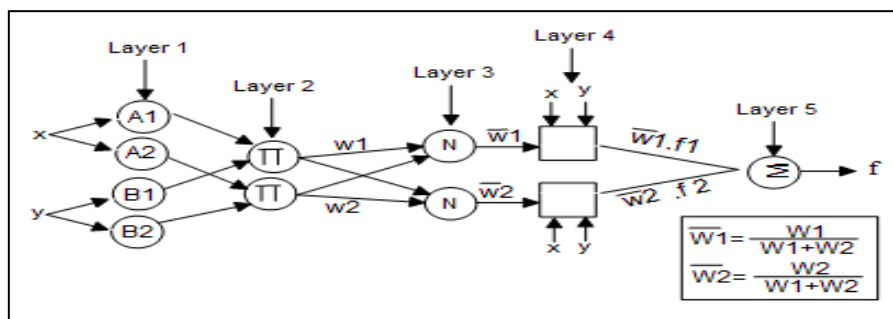 Layer 1
Layer 2
Layer 3
Layer 4
Layer 5
x
y
A1
A2
B1
B2
∏
∏
w1
w2
N
N
w̅1
w̅2
x y
x y
w̅1.f1
w̅2 .f2
Σ
f
W̅1= W1 / W1+W2
W̅2= W2 / W1+W2